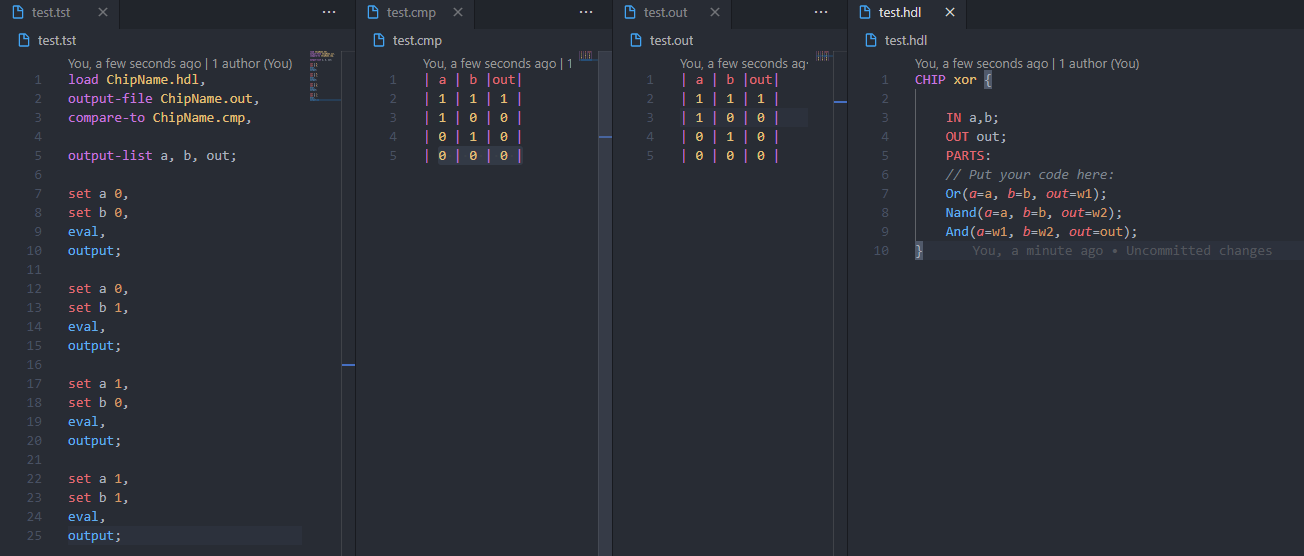 test.tst
test.tst
You, a few seconds ago | 1 author (You)
1 load ChipName.hdl,
2 output-file ChipName.out,
3 compare-to ChipName.cmp,
4
5 output-list a, b, out;
6
7 set a 0,
8 set b 0,
9 eval,
10 output;
11
12 set a 0,
13 set b 1,
14 eval,
15 output;
16
17 set a 1,
18 set b 0,
19 eval,
20 output;
21
22 set a 1,
23 set b 1,
24 eval,
25 output;
test.cmp
test.cmp
You, a few seconds ago | 1
1 | a | b |out|
2 | 1 | 1 | 1 |
3 | 1 | 0 | 0 |
4 | 0 | 1 | 0 |
5 | 0 | 0 | 0 |
test.out
test.out
You, a few seconds ago
1 | a | b |out|
2 | 1 | 1 | 1 |
3 | 1 | 0 | 0 |
4 | 0 | 1 | 0 |
5 | 0 | 0 | 0 |
test.hdl
test.hdl
You, a few seconds ago | 1 author (You)
1 CHIP xor {
2
3 IN a,b;
4 OUT out;
5 PARTS:
6 // Put your code here:
7 Or(a=a, b=b, out=w1);
8 Nand(a=a, b=b, out=w2);
9 And(a=w1, b=w2, out=out);
10 } You, a minute ago • Uncommitted changes